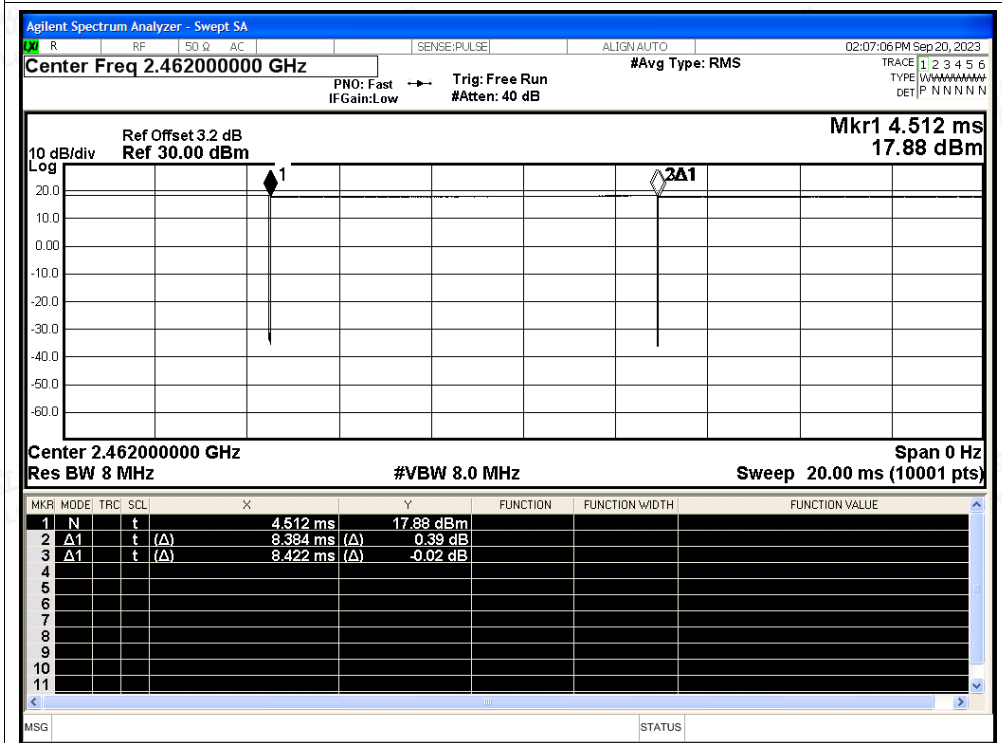 Agilent Spectrum Analyzer - Swept SA
LXI R RF 50 Ω AC SENSE:PULSE ALIGN AUTO 02:07:06 PM Sep 20, 2023
Center Freq 2.462000000 GHz #Avg Type: RMS TRACE 1 2 3 4 5 6
PNO: Fast Trig: Free Run TYPE WWWWWW
IFGain:Low #Atten: 40 dB DET P N N N N N
Mkr1 4.512 ms
Ref Offset 3.2 dB
10 dB/div Ref 30.00 dBm 17.88 dBm
Log
1
20.0
10.0
0.00
-10.0
-20.0
-30.0
-40.0
-50.0
-60.0
Center 2.462000000 GHz Span 0 Hz
Res BW 8 MHz #VBW 8.0 MHz Sweep 20.00 ms (10001 pts)
MKR MODE TRC SCL X Y FUNCTION FUNCTION WIDTH FUNCTION VALUE
1 N t 4.512 ms 17.88 dBm
2 Δ1 t (Δ) 8.384 ms (Δ) 0.39 dB
3 Δ1 t (Δ) 8.422 ms (Δ) -0.02 dB
4
5
6
7
8
9
10
11
MSG STATUS